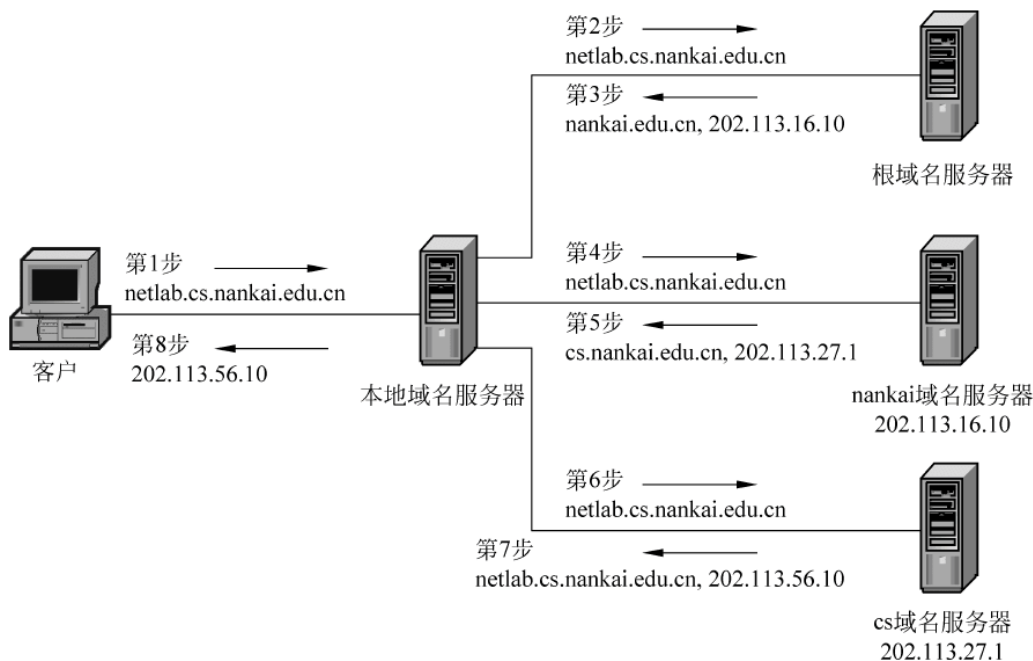 第2步
netlab.cs.nankai.edu.cn
第3步
nankai.edu.cn, 202.113.16.10
根域名服务器
第1步
netlab.cs.nankai.edu.cn
第8步
202.113.56.10
客户
本地域名服务器
第4步
netlab.cs.nankai.edu.cn
第5步
cs.nankai.edu.cn, 202.113.27.1
nankai域名服务器
202.113.16.10
第6步
netlab.cs.nankai.edu.cn
第7步
netlab.cs.nankai.edu.cn, 202.113.56.10
cs域名服务器
202.113.27.1